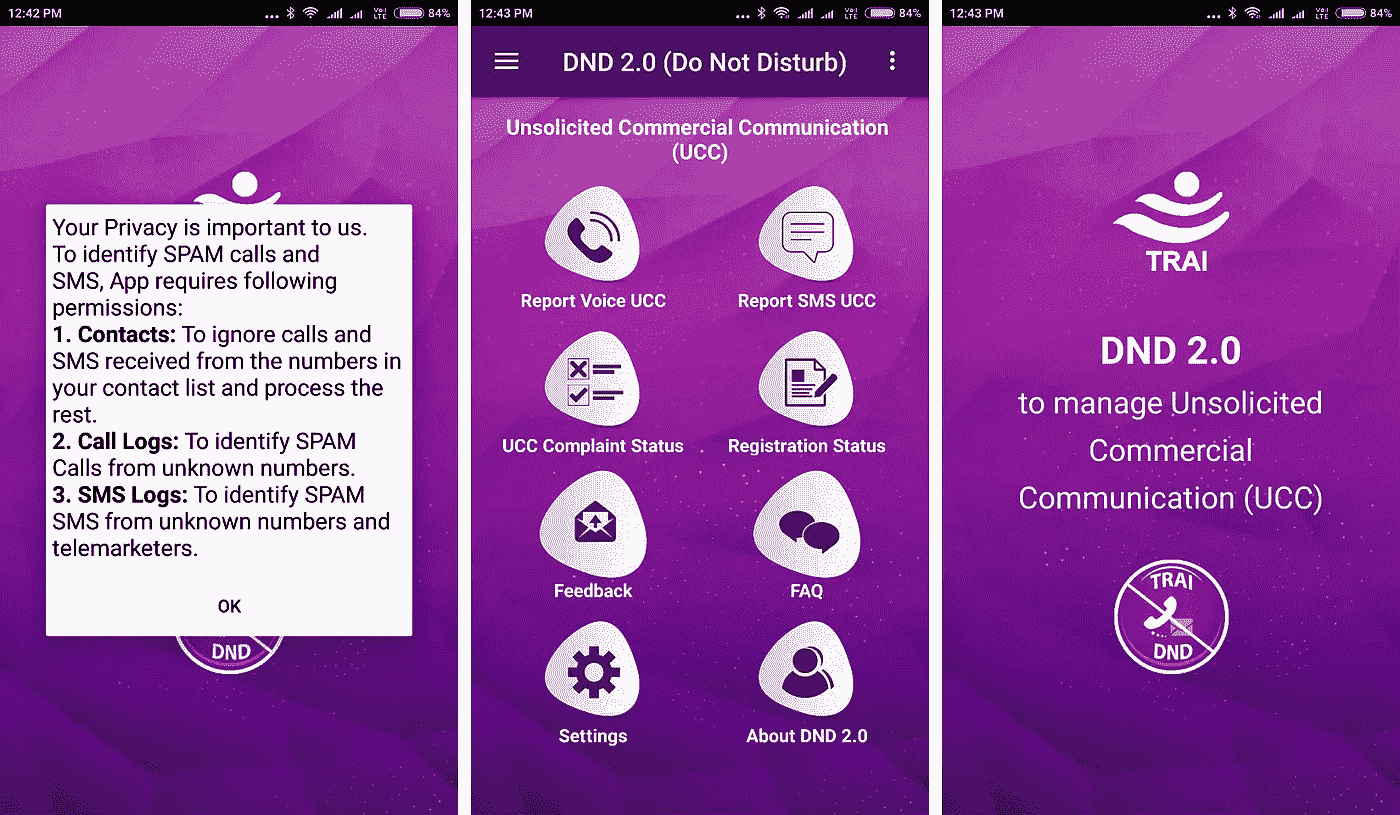 12:42 PM
VoI LTE 84%
Your Privacy is important to us.
To identify SPAM calls and
SMS, App requires following
permissions:
1. Contacts: To ignore calls and
SMS received from the numbers in
your contact list and process the
rest.
2. Call Logs: To identify SPAM
Calls from unknown numbers.
3. SMS Logs: To identify SPAM
SMS from unknown numbers and
telemarketers.
OK
DND
12:43 PM
VoI LTE 84%
DND 2.0 (Do Not Disturb)
Unsolicited Commercial Communication
(UCC)
Report Voice UCC
Report SMS UCC
UCC Complaint Status
Registration Status
Feedback
FAQ
Settings
About DND 2.0
12:43 PM
VoI LTE 84%
TRAI
DND 2.0
to manage Unsolicited
Commercial
Communication (UCC)
TRAI
DND